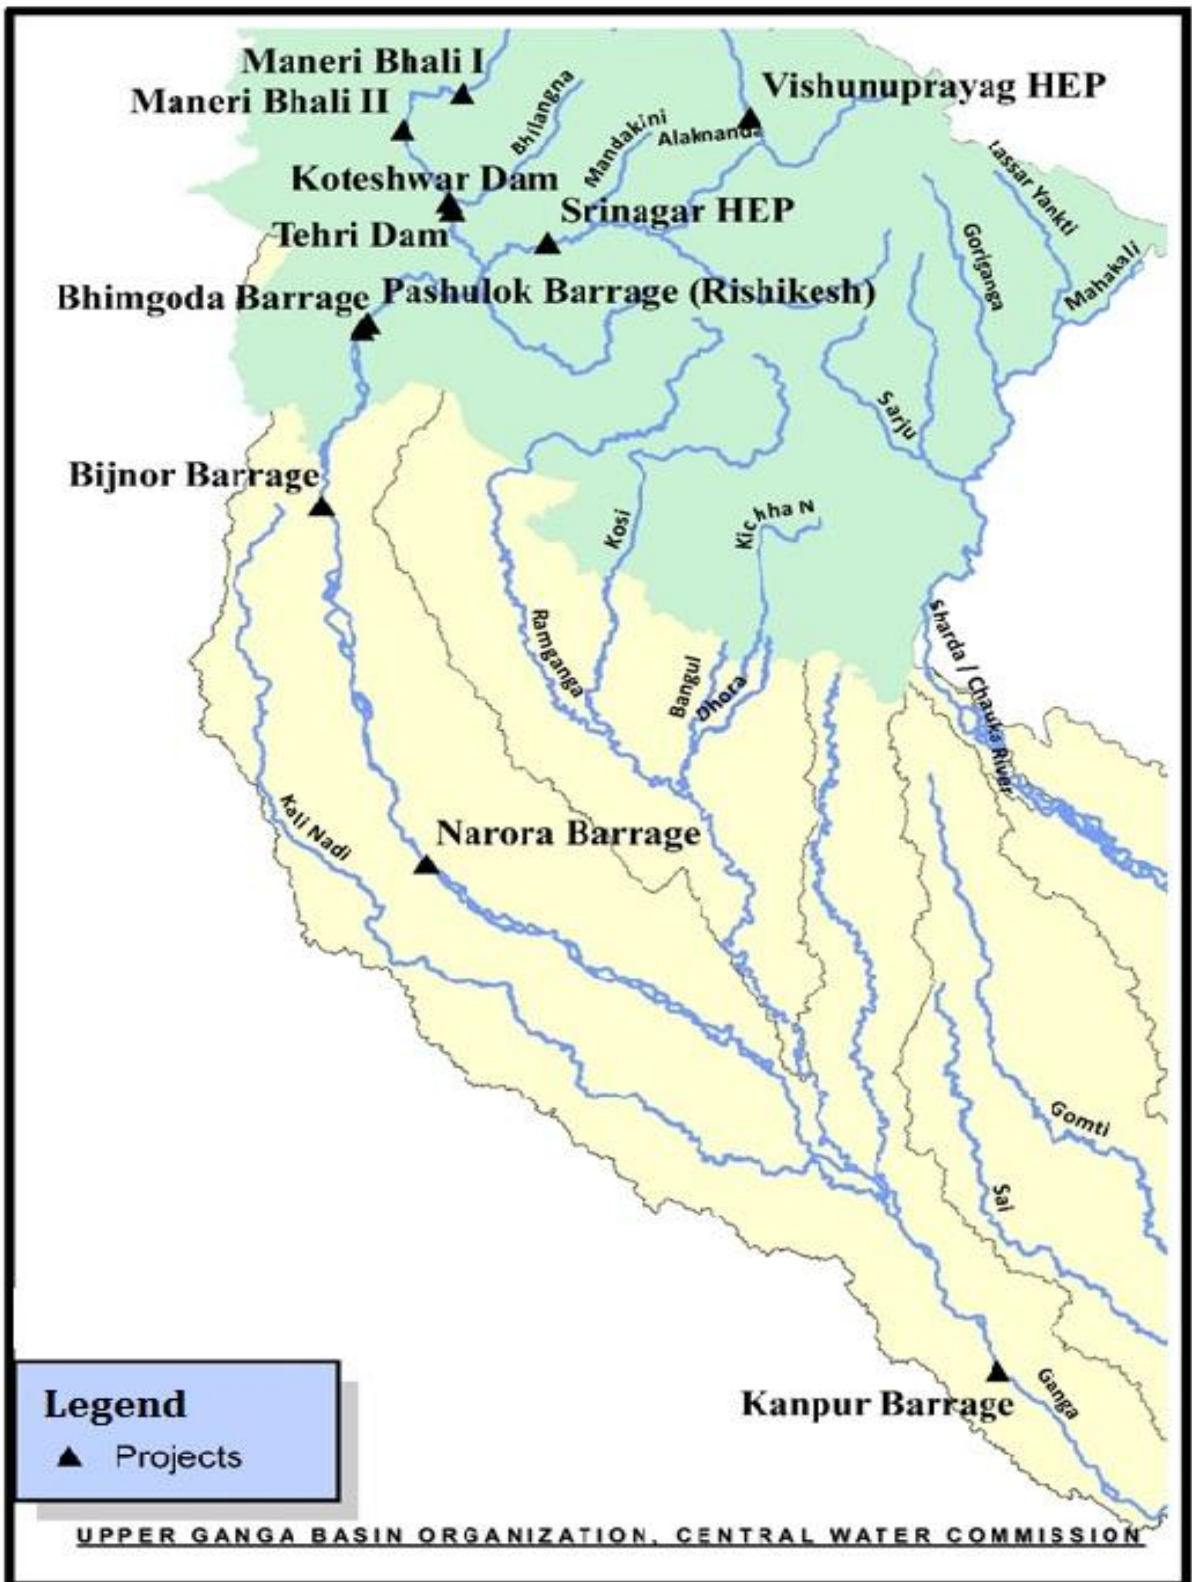 Maneri Bhali I
Maneri Bhali II
Vishunuprayag HEP
Bhilangna
Mandakini
Alaknanda
Lassar Yankti
Koteshwar Dam
Srinagar HEP
Tehri Dam
Goriganga
Mahakali
Bhimgoda Barrage
Pashulok Barrage (Rishikesh)
Sarju
Bijnor Barrage
Kosi
Kichha N
Ramganga
Bangul
Dhora
Sharda / Chauka River
Kali Nadi
Narora Barrage
Gomti
Sai
Kanpur Barrage
Ganga
Legend
Projects
UPPER GANGA BASIN ORGANIZATION, CENTRAL WATER COMMISSION